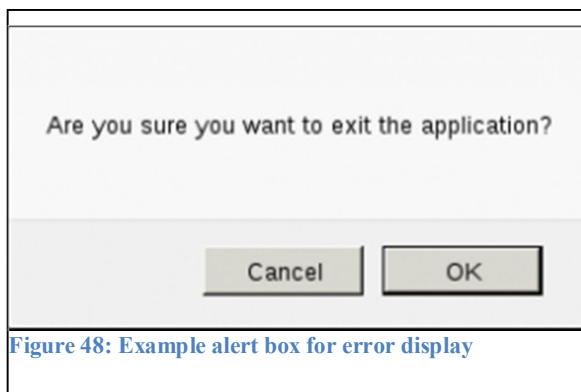 Are you sure you want to exit the application?
Cancel
OK
Figure 48: Example alert box for error display